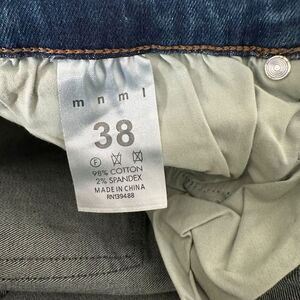 mnml
38
F
98% COTTON
2% SPANDEX
MADE IN CHINA
RN139488